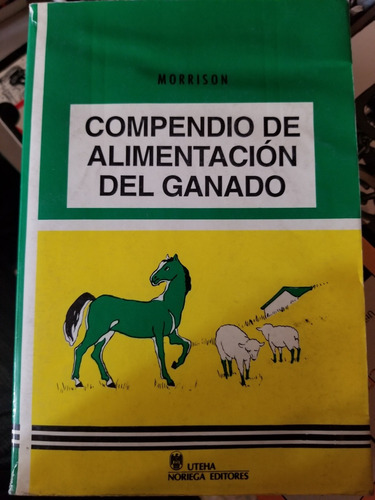 MORRISON
COMPENDIO DE
ALIMENTACIÓN
DEL GANADO
UTEHA
NORIEGA EDITORES